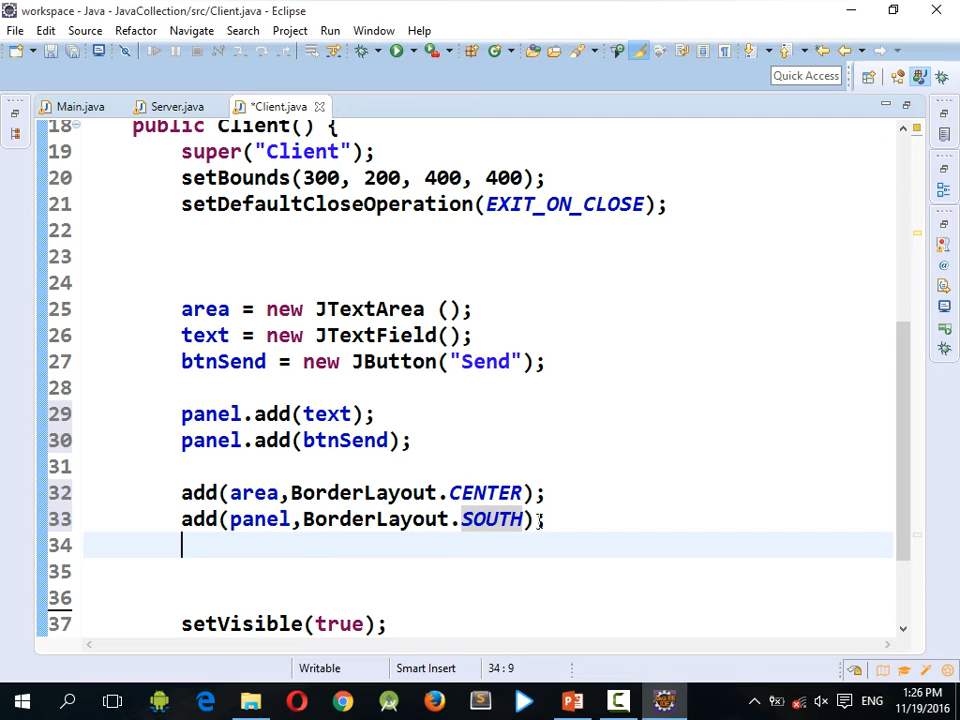 workspace - Java - JavaCollection/src/Client.java - Eclipse
File Edit Source Refactor Navigate Search Project Run Window Help
Quick Access
Main.java Server.java *Client.java
18 public Client() {
19 super("Client");
20 setBounds(300, 200, 400, 400);
21 setDefaultCloseOperation(EXIT_ON_CLOSE);
22
23
24
25 area = new JTextArea ();
26 text = new JTextField();
27 btnSend = new JButton("Send");
28
29 panel.add(text);
30 panel.add(btnSend);
31
32 add(area,BorderLayout.CENTER);
33 add(panel,BorderLayout.SOUTH);
34
35
36
37 setVisible(true);
Writable Smart Insert 34 : 9
ENG 1:26 PM
11/19/2016